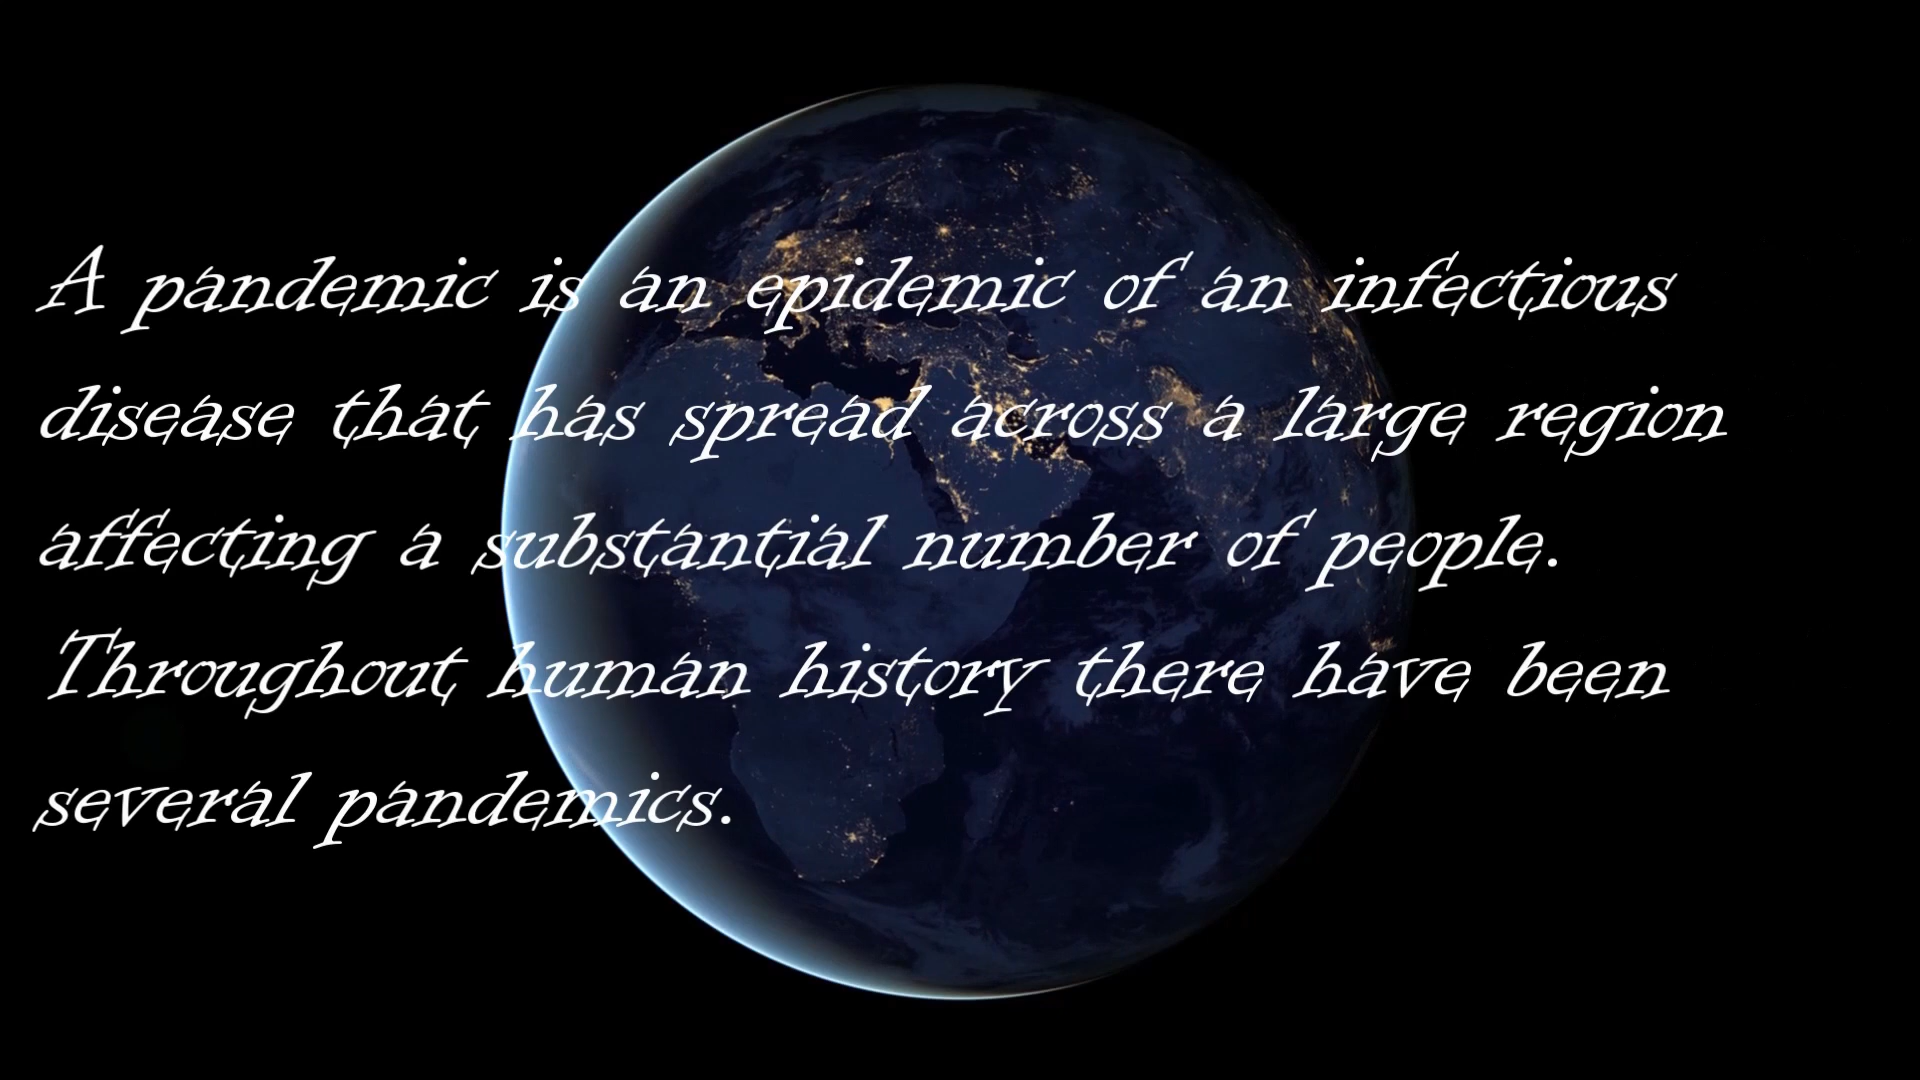 A pandemic is an epidemic of an infectious
disease that has spread across a large region
affecting a substantial number of people.
Throughout human history there have been
several pandemics.